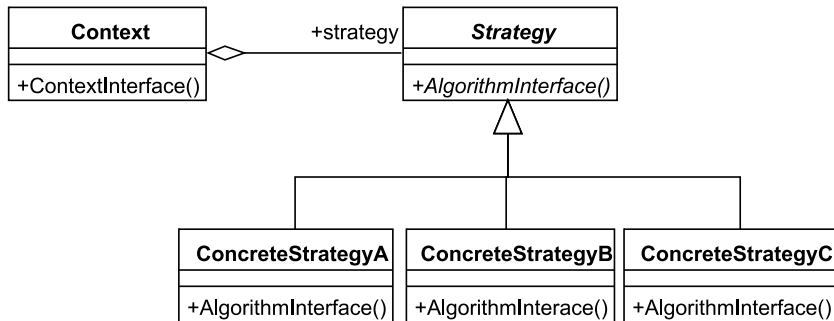 Context
+ContextInterface()
+strategy
Strategy
+AlgorithmInterface()
ConcreteStrategyA
+AlgorithmInterface()
ConcreteStrategyB
+AlgorithmInterace()
ConcreteStrategyC
+AlgorithmInterface()